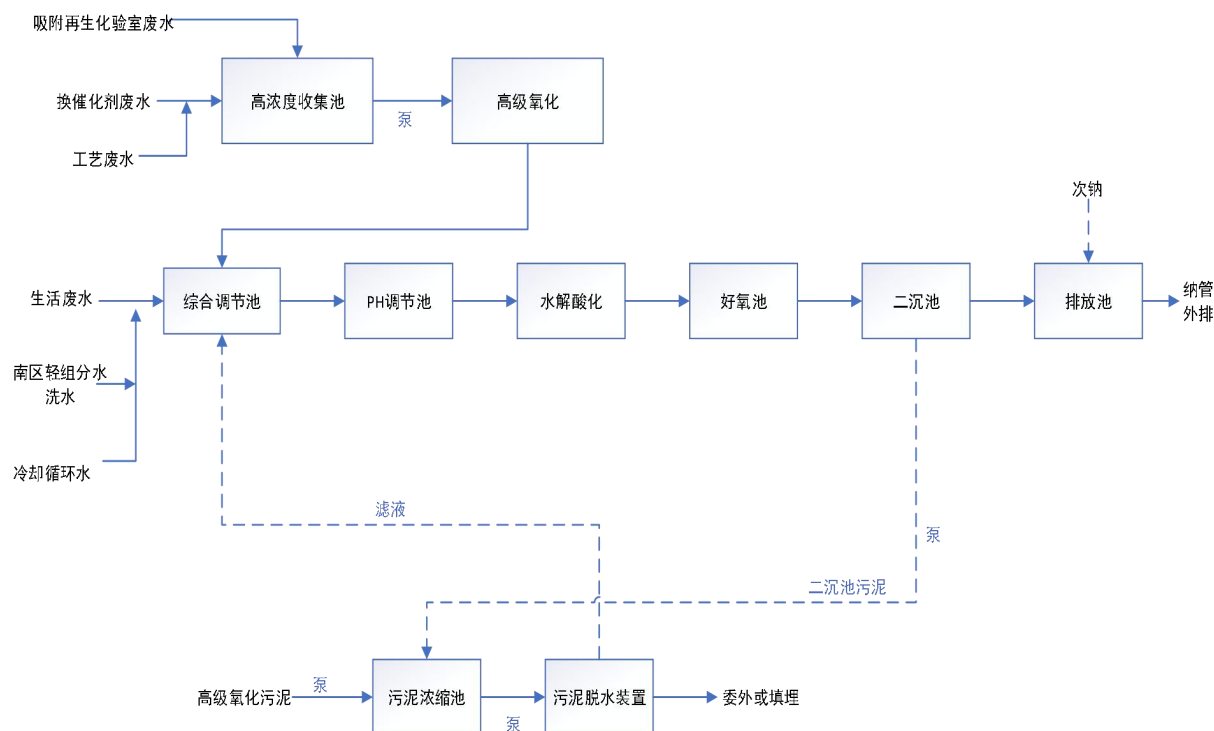 吸附再生化验室废水
换催化剂废水
高浓度收集池
泵
高级氧化
工艺废水
次钠
生活废水
综合调节池
PH调节池
水解酸化
好氧池
二沉池
排放池
纳管
外排
南区轻组分水
洗水
冷却循环水
滤液
泵
二沉池污泥
高级氧化污泥
泵
污泥浓缩池
泵
污泥脱水装置
委外或填埋